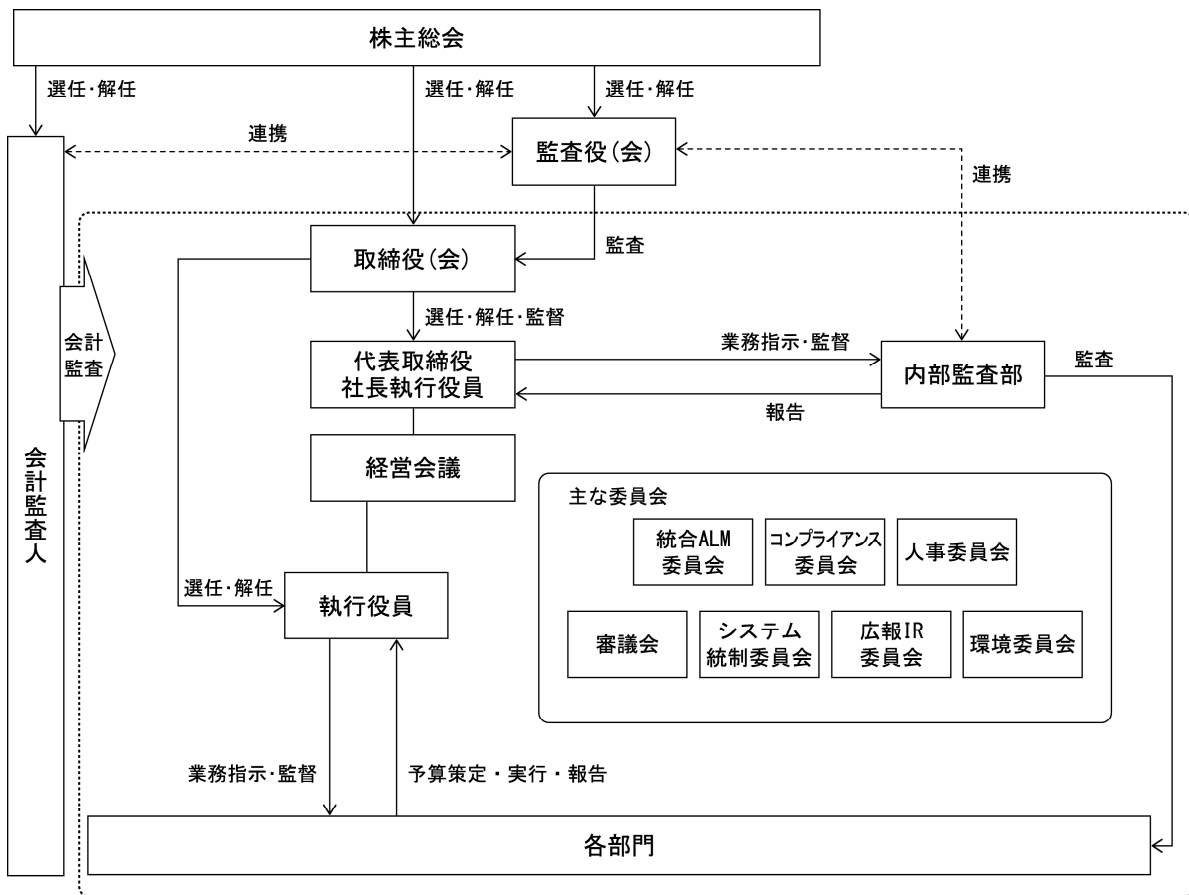 株主総会
選任・解任
選任・解任
選任・解任
連携
監査役(会)
連携
取締役(会)
監査
会計
監査
選任・解任・監督
代表取締役
社長執行役員
業務指示・監督
報告
内部監査部
監査
経営会議
会計監査人
主な委員会
統合ALM
委員会
コンプライアンス
委員会
人事委員会
審議会
システム
統制委員会
広報IR
委員会
環境委員会
選任・解任
執行役員
業務指示・監督
予算策定・実行・報告
各部門